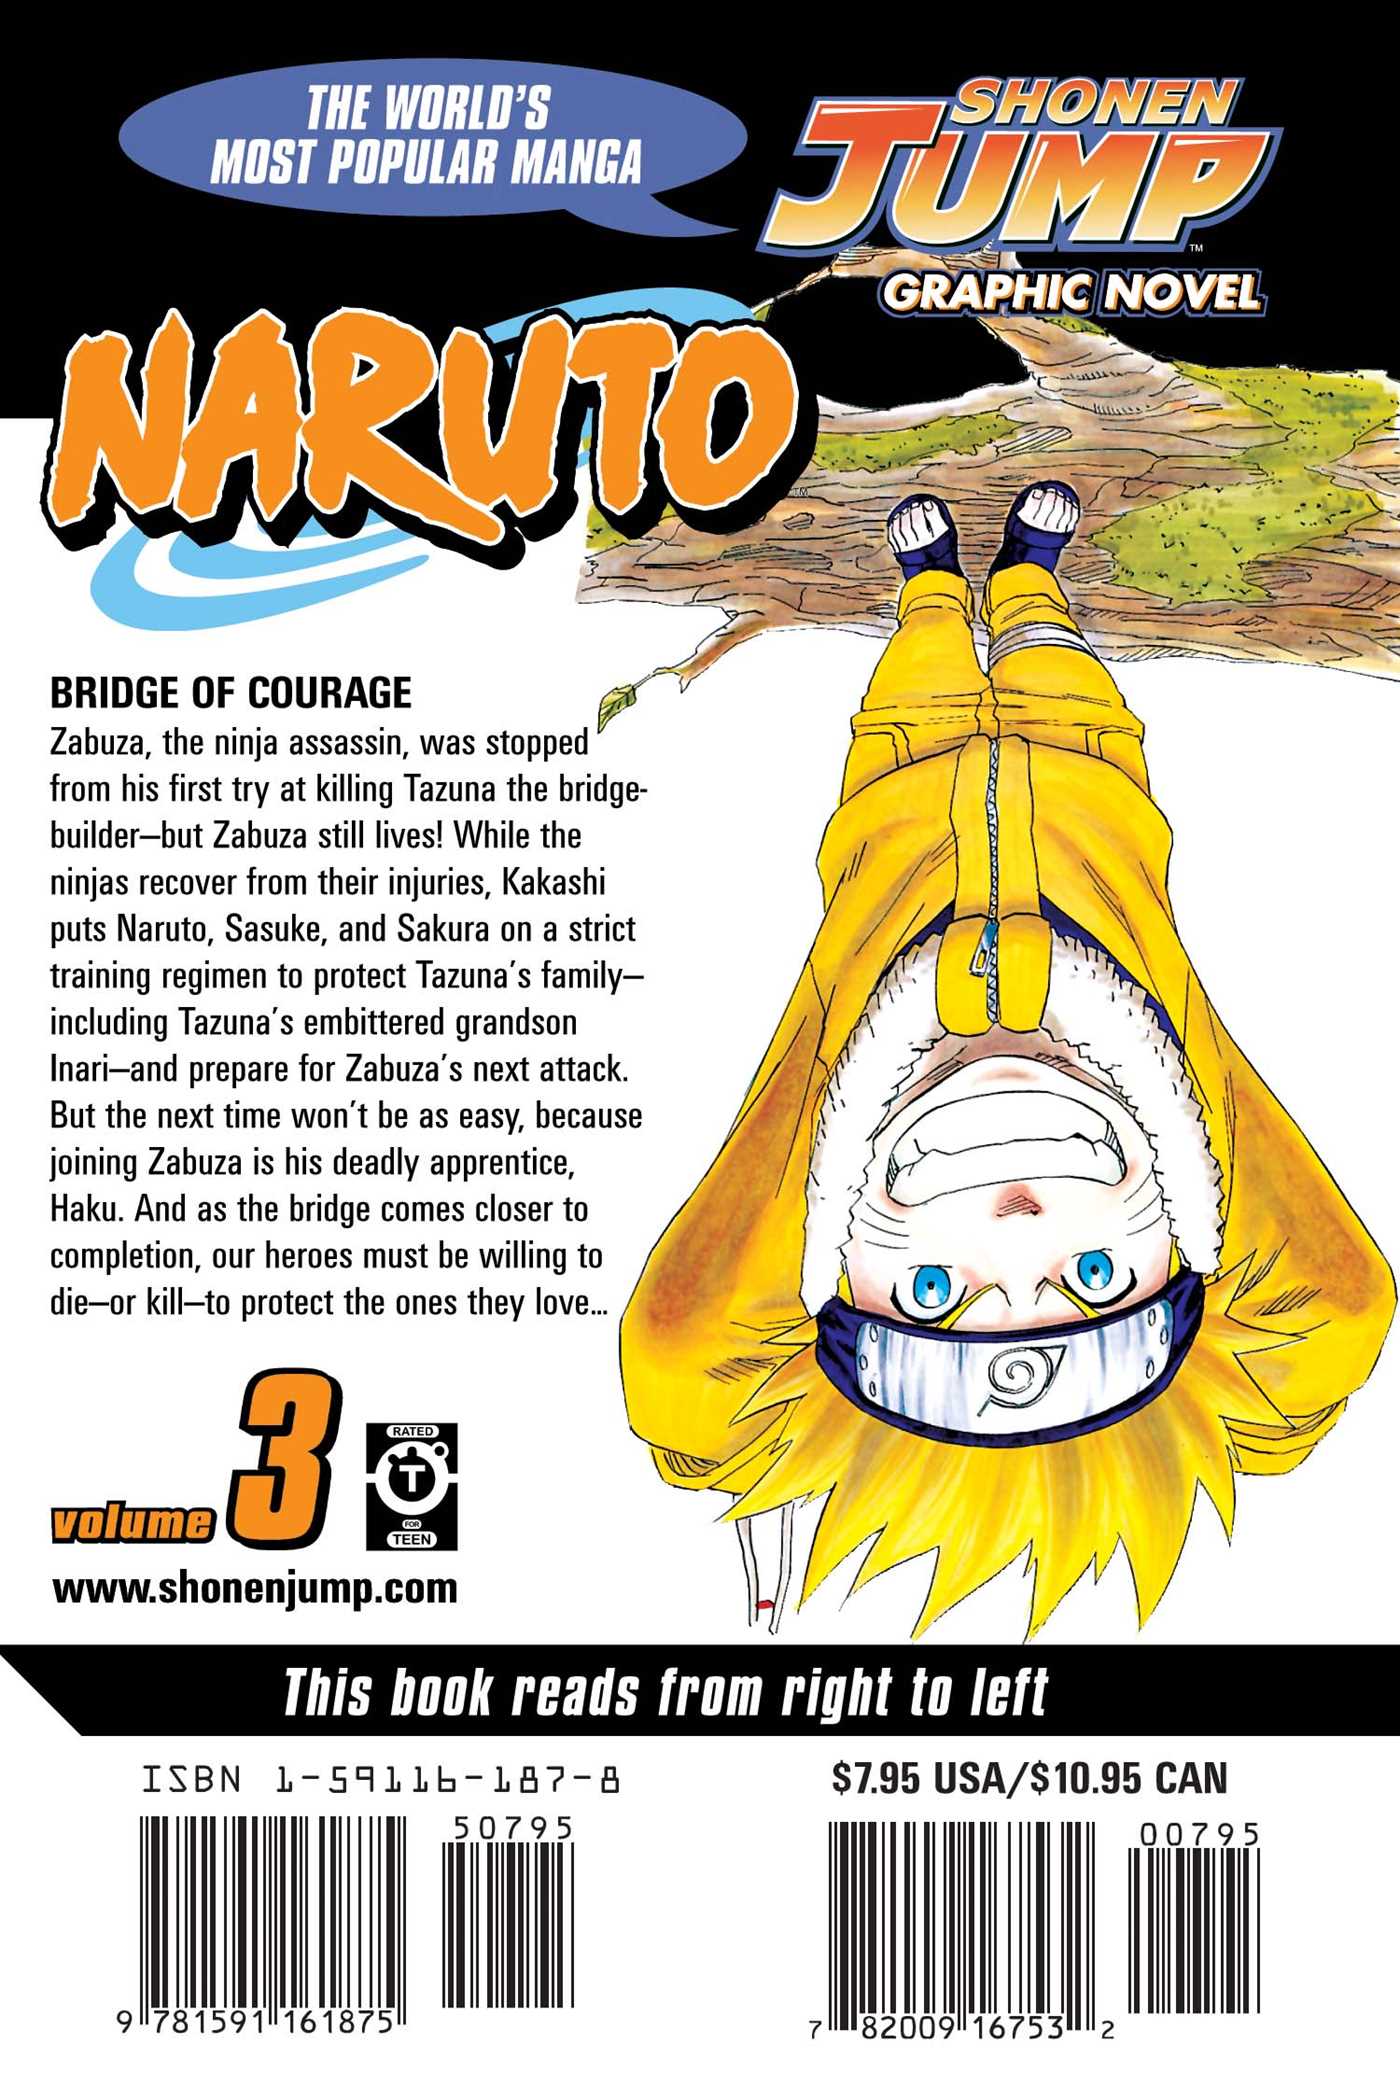 THE WORLD'S
MOST POPULAR MANGA
SHONEN
JUMP
™
GRAPHIC NOVEL
NARUTO
™
BRIDGE OF COURAGE
Zabuza, the ninja assassin, was stopped
from his first try at killing Tazuna the bridge-
builder—but Zabuza still lives! While the
ninjas recover from their injuries, Kakashi
puts Naruto, Sasuke, and Sakura on a strict
training regimen to protect Tazuna's family—
including Tazuna's embittered grandson
Inari—and prepare for Zabuza's next attack.
But the next time won't be as easy, because
joining Zabuza is his deadly apprentice,
Haku. And as the bridge comes closer to
completion, our heroes must be willing to
die—or kill—to protect the ones they love...
volume 3
RATED
T
FOR
TEEN
www.shonenjump.com
This book reads from right to left
ISBN 1-59116-187-8
50795
9 781591 161875
$7.95 USA/$10.95 CAN
00795
7 82009 16753 2